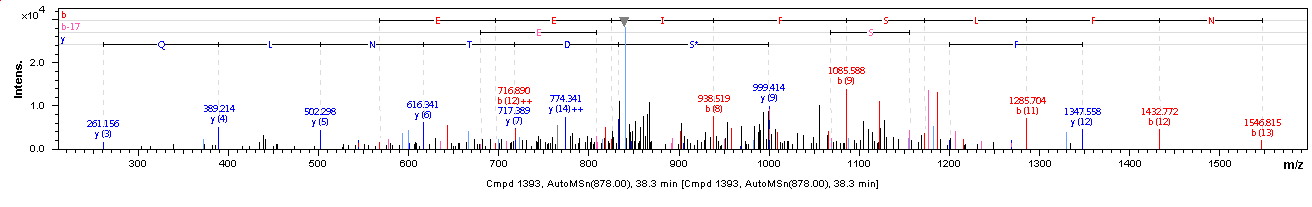 ×10⁴
b
b-17
y
E E I F S L F N
E S
Q L N T D S* F
Intens.
4.0
2.0
1.0
0.0
261.156
y (3)
389.214
y (4)
502.298
y (5)
616.341
y (6)
716.890
b (12)++
717.389
y (7)
774.341
y (14)++
938.519
b (8)
999.414
y (9)
1085.588
b (9)
1285.704
b (11)
1347.558
y (12)
1432.772
b (12)
1546.815
b (13)
300 400 500 600 700 800 900 1000 1100 1200 1300 1400 1500 m/z
Cmpd 1393, AutoMSn(878.00), 38.3 min [Cmpd 1393, AutoMSn(878.00), 38.3 min]